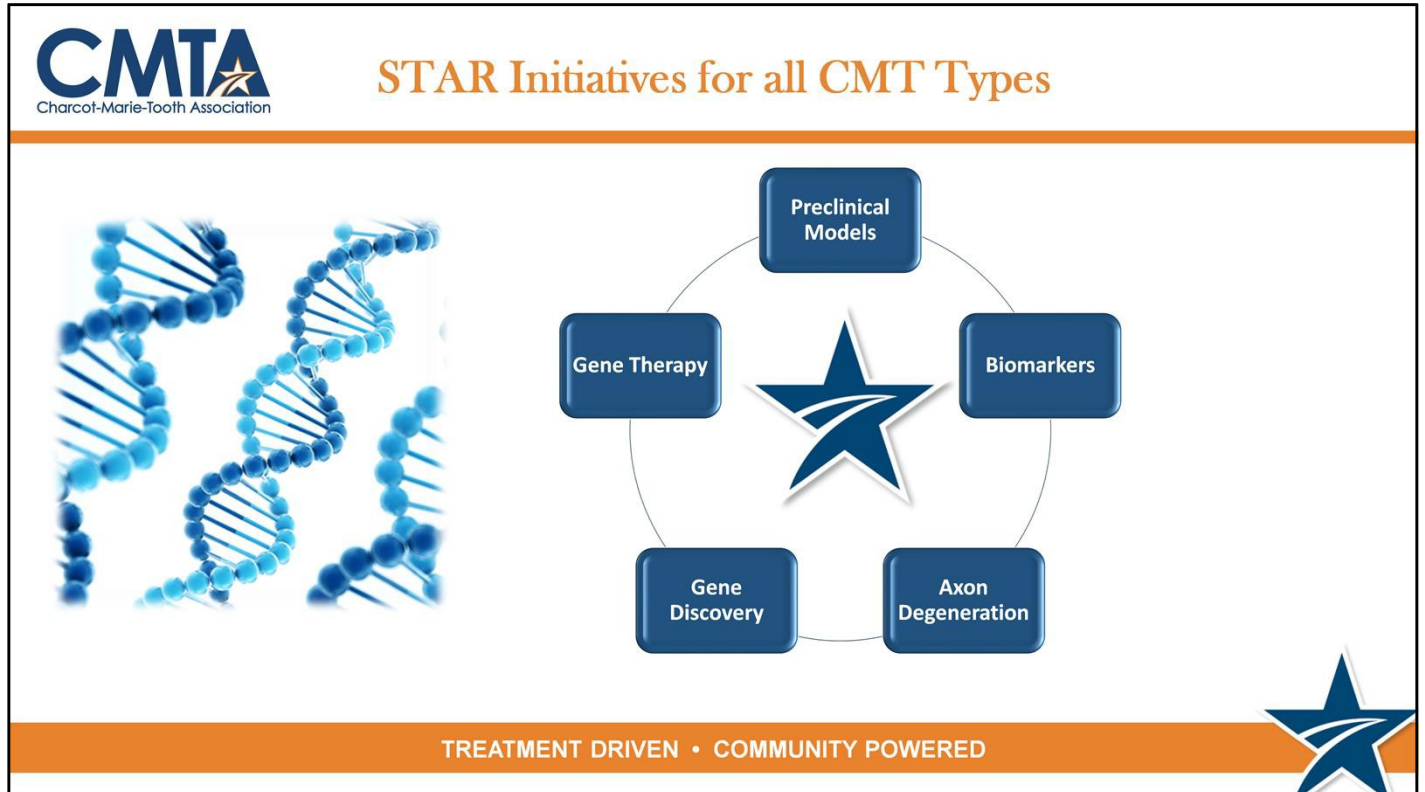 CMTA
Charcot-Marie-Tooth Association
STAR Initiatives for all CMT Types
Preclinical
Models
Gene Therapy
Biomarkers
Gene
Discovery
Axon
Degeneration
TREATMENT DRIVEN • COMMUNITY POWERED